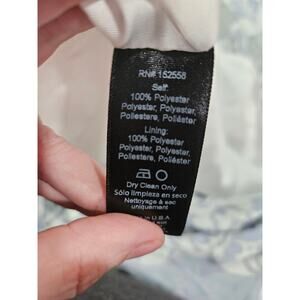 RN# 152558
Self:
100% Polyester
Polyester, Polyester,
Poliestere, Poliéster
Lining:
100% Polyester
Polyester, Polyester,
Poliestere, Poliéster
Dry Clean Only
Sólo limpieza en seco
Nettoyage à sec
uniquement
U.S.A.